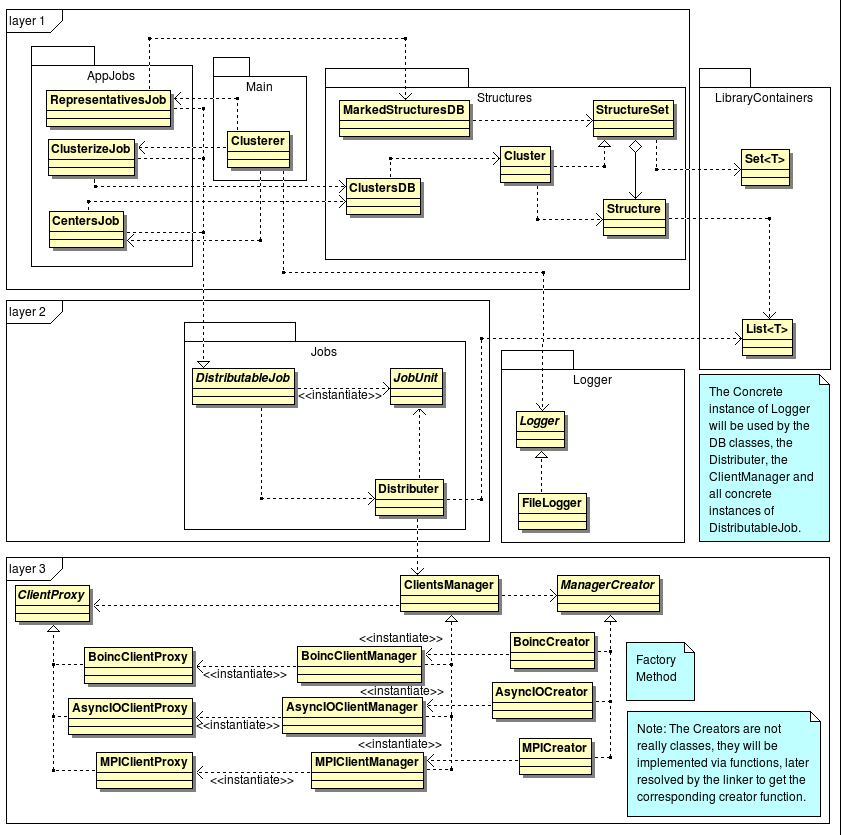 layer 1
AppJobs
RepresentativesJob
ClusterizeJob
CentersJob
Main
Clusterer
Structures
MarkedStructuresDB
StructureSet
Cluster
ClustersDB
Structure
LibraryContainers
Set<T>
List<T>
layer 2
Jobs
DistributableJob
<<instantiate>>
JobUnit
Distributer
Logger
Logger
FileLogger
The Concrete
instance of Logger
will be used by the
DB classes, the
Distributer, the
ClientManager and
all concrete
instances of
DistributableJob.
layer 3
ClientProxy
ClientsManager
ManagerCreator
<<instantiate>>
BoincClientProxy
<<instantiate>>
BoincClientManager
BoincCreator
<<instantiate>>
AsyncIOClientProxy
<<instantiate>>
AsyncIOClientManager
AsyncIOCreator
<<instantiate>>
MPIClientProxy
<<instantiate>>
MPIClientManager
MPICreator
Factory
Method
Note: The Creators are not
really classes, they will be
implemented via functions, later
resolved by the linker to get the
corresponding creator function.